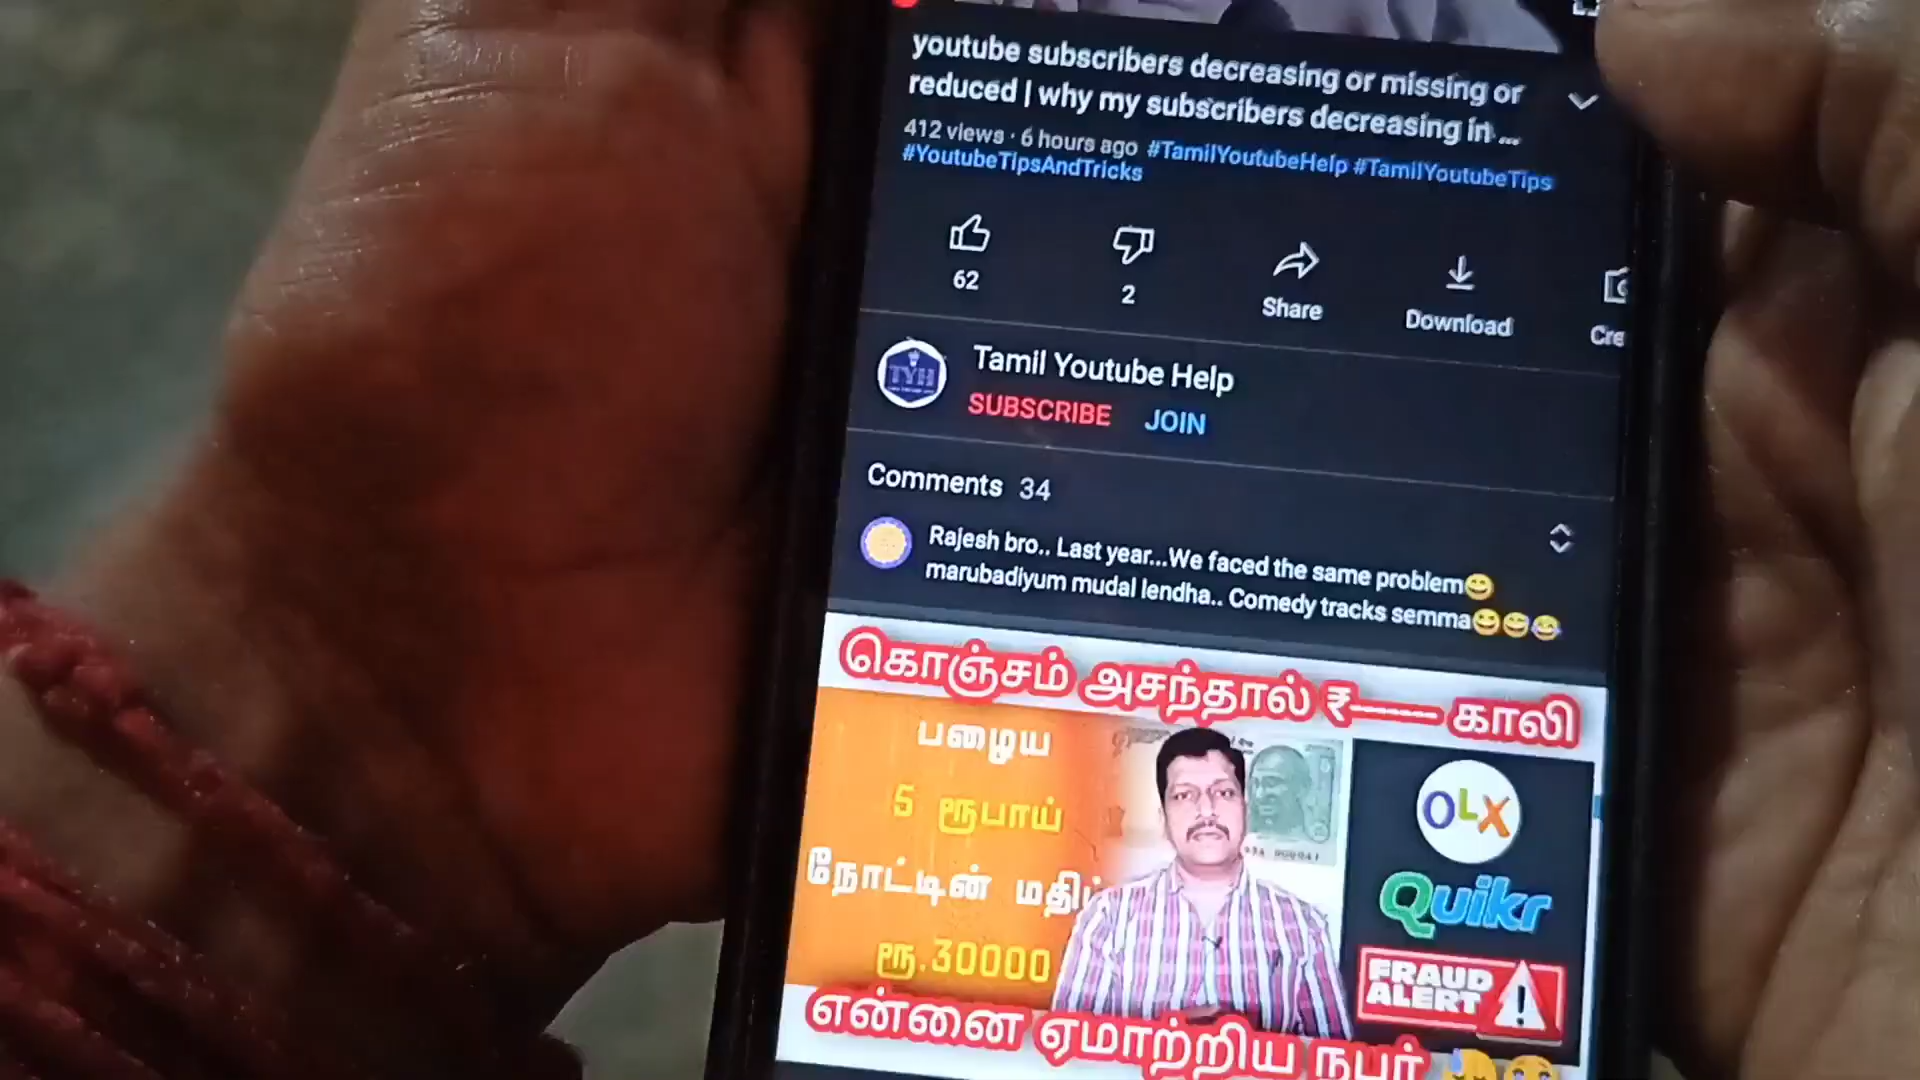 youtube subscribers decreasing or missing or
reduced | why my subscribers decreasing in ...
412 views · 6 hours ago #TamilYoutubeHelp #TamilYoutubeTips
#YoutubeTipsAndTricks
62
2
Share
Download
Cre
TYH
Tamil Youtube Help
SUBSCRIBE JOIN
Comments 34
Rajesh bro.. Last year...We faced the same problem😄
marubadiyum mudal lendha.. Comedy tracks semma😄😅😂
கொஞ்சம் அசந்தால் ₹------ காலி
பழைய
5 ரூபாய்
நோட்டின் மதிப்
ரூ.30000
OLX
Quikr
FRAUD
ALERT
என்னை ஏமாற்றிய நபர்